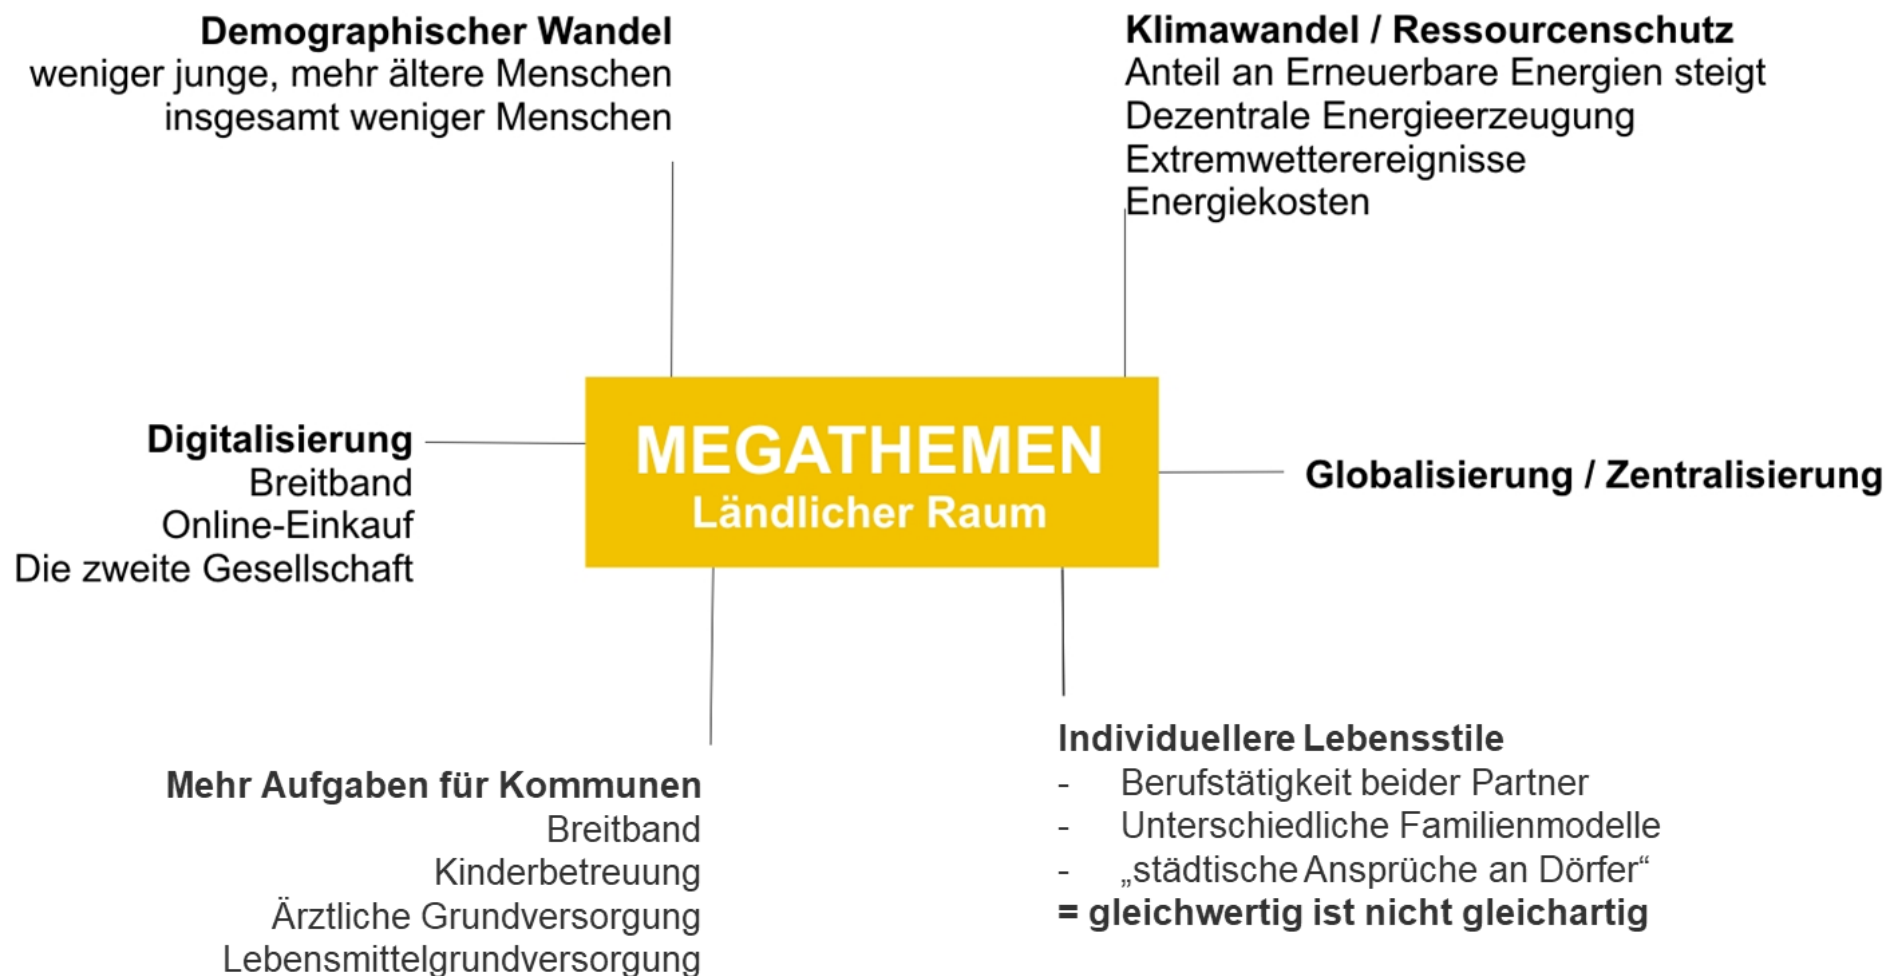 Demographischer Wandel
weniger junge, mehr ältere Menschen
insgesamt weniger Menschen
Klimawandel / Ressourcenschutz
Anteil an Erneuerbare Energien steigt
Dezentrale Energieerzeugung
Extremwetterereignisse
Energiekosten
Digitalisierung
Breitband
Online-Einkauf
Die zweite Gesellschaft
MEGATHEMEN
Ländlicher Raum
Globalisierung / Zentralisierung
Mehr Aufgaben für Kommunen
Breitband
Kinderbetreuung
Ärztliche Grundversorgung
Lebensmittelgrundversorgung
Individuellere Lebensstile
- Berufstätigkeit beider Partner
- Unterschiedliche Familienmodelle
- „städtische Ansprüche an Dörfer“
= gleichwertig ist nicht gleichartig